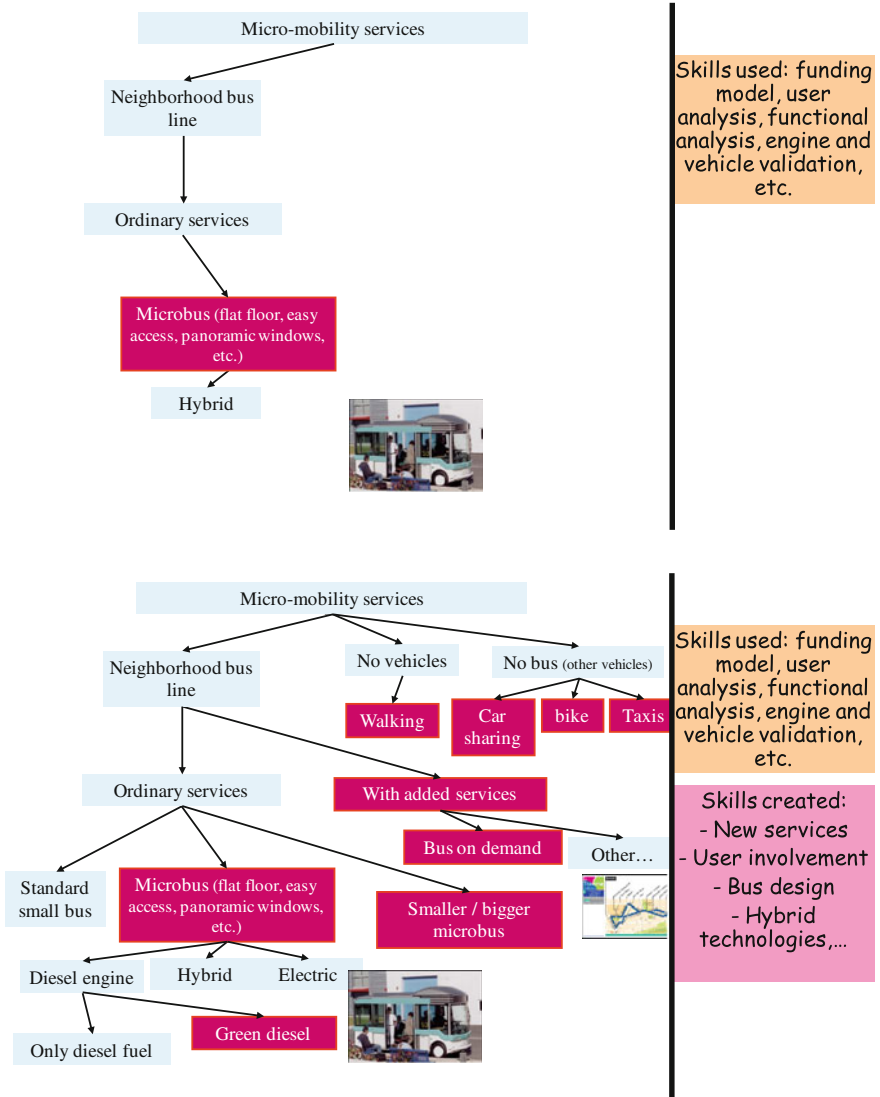 Micro-mobility services
Neighborhood bus
line
Ordinary services
Microbus (flat floor, easy
access, panoramic windows,
etc.)
Hybrid
Skills used: funding
model, user
analysis, functional
analysis, engine and
vehicle validation,
etc.
Micro-mobility services
Neighborhood bus
line
No vehicles
No bus (other vehicles)
Walking
Car
sharing
bike
Taxis
Ordinary services
With added services
Bus on demand
Other…
Standard
small bus
Microbus (flat floor, easy
access, panoramic windows,
etc.)
Smaller / bigger
microbus
Diesel engine
Hybrid
Electric
Only diesel fuel
Green diesel
Skills used: funding
model, user
analysis, functional
analysis, engine and
vehicle validation,
etc.
Skills created:
- New services
- User involvement
- Bus design
- Hybrid
technologies,…